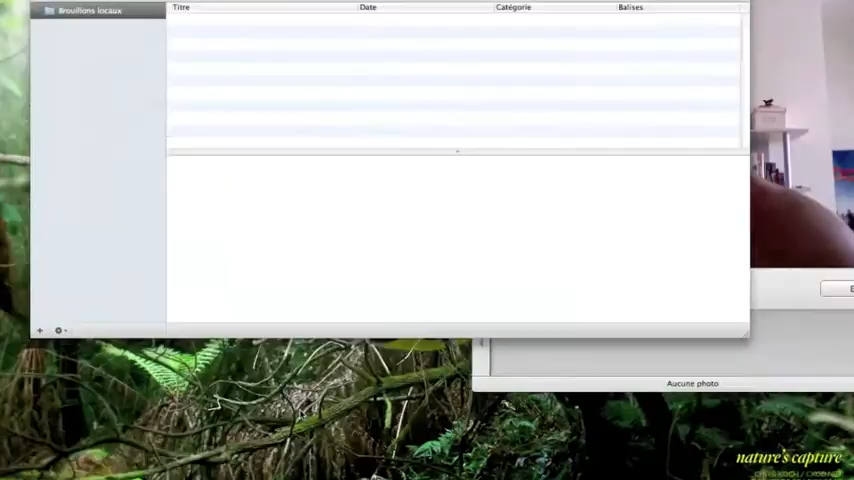 Brouillons locaux
Titre Date Catégorie Balises
Aucune photo
nature's capture